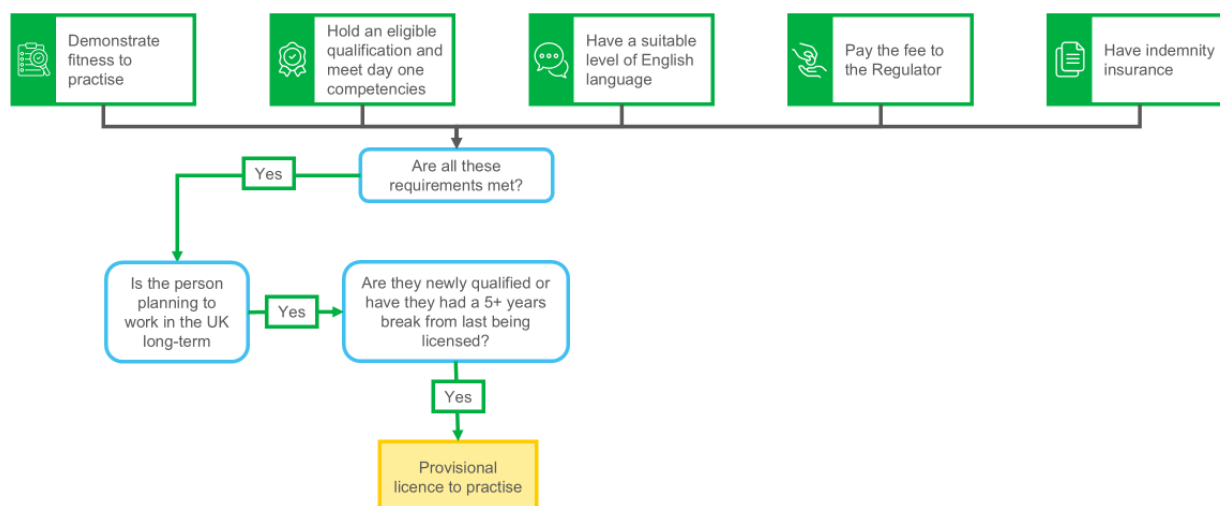 Demonstrate
fitness to
practise
Hold an eligible
qualification and
meet day one
competencies
Have a suitable
level of English
language
Pay the fee to
the Regulator
Have indemnity
insurance
Are all these
requirements met?
Yes
Is the person
planning to
work in the UK
long-term
Yes
Are they newly qualified or
have they had a 5+ years
break from last being
licensed?
Yes
Provisional
licence to practise